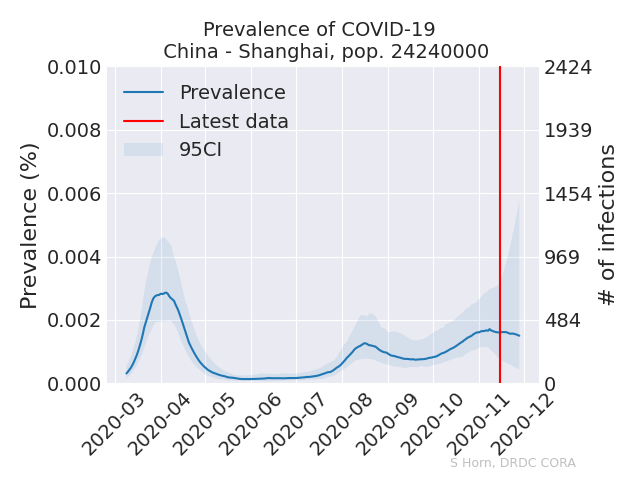 Prevalence of COVID-19
China - Shanghai, pop. 24240000
0.010
0.008
0.006
0.004
0.002
0.000
Prevalence (%)
Prevalence
Latest data
95CI
2424
1939
1454
969
484
0
# of infections
2020-03
2020-04
2020-05
2020-06
2020-07
2020-08
2020-09
2020-10
2020-11
2020-12
S Horn, DRDC CORA